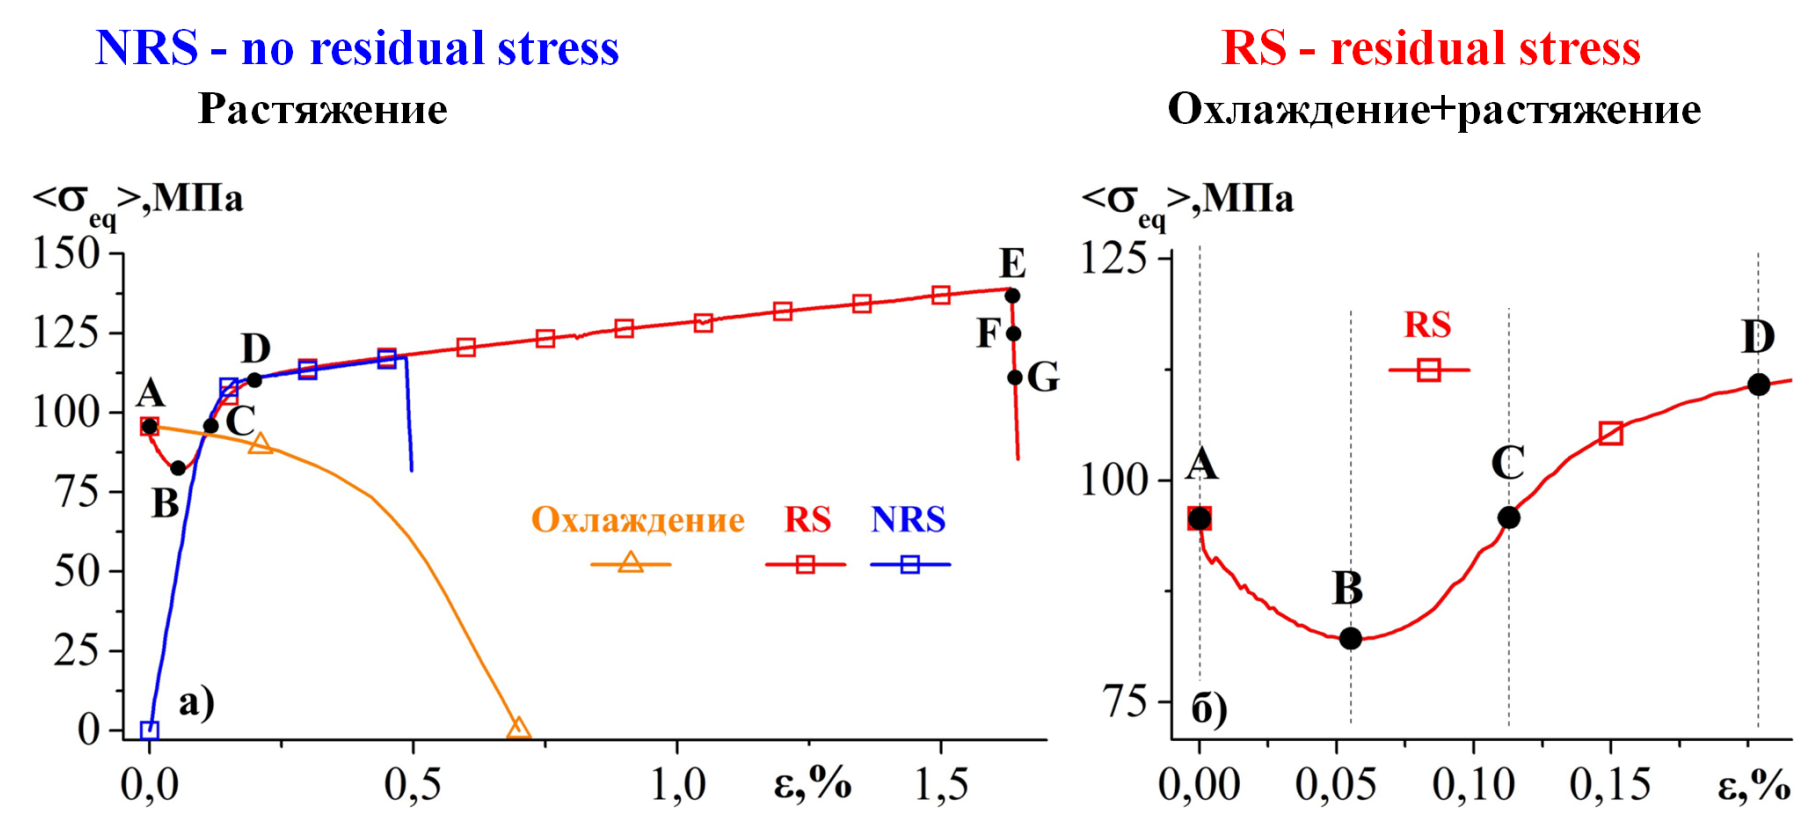 NRS - no residual stress
Растяжение
<σeq>,МПа
150
125
100
75
50
25
0
A
B
C
D
E
F
G
Охлаждение RS NRS
а)
0,0 0,5 1,0 ε,% 1,5
RS - residual stress
Охлаждение+растяжение
<σeq>,МПа
125
100
75
RS
A
B
C
D
б)
0,00 0,05 0,10 0,15 ε,%